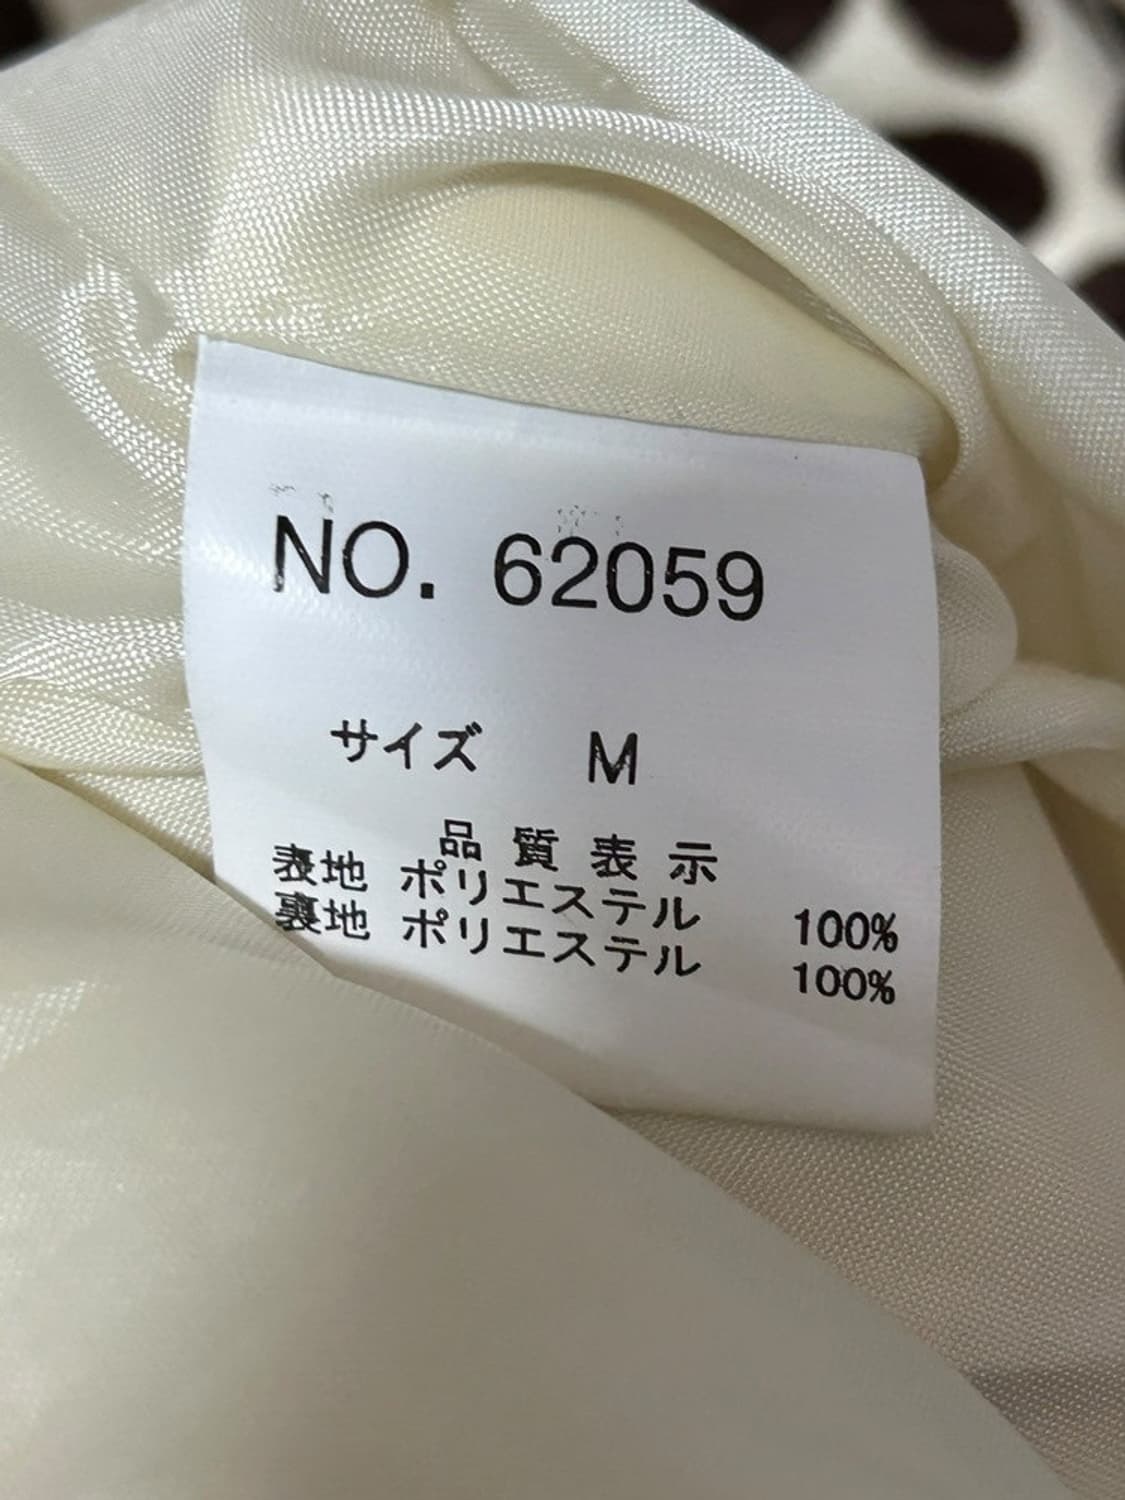 NO. 62059
サイズ M
品質表示
表地 ポリエステル 100%
裏地 ポリエステル 100%